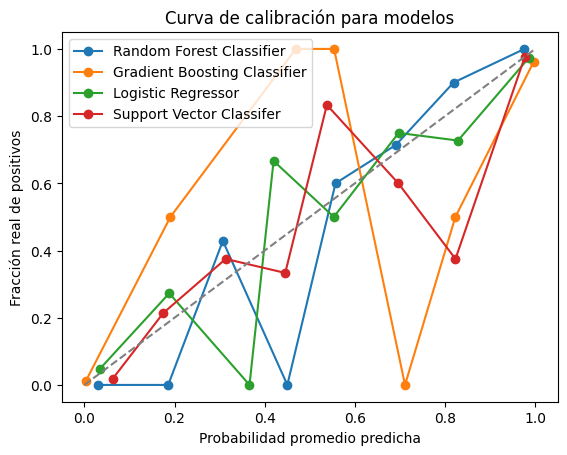 Curva de calibración para modelos
Random Forest Classifier
Gradient Boosting Classifier
Logistic Regressor
Support Vector Classifer
Fracción real de positivos
1.0
0.8
0.6
0.4
0.2
0.0
0.0 0.2 0.4 0.6 0.8 1.0
Probabilidad promedio predicha